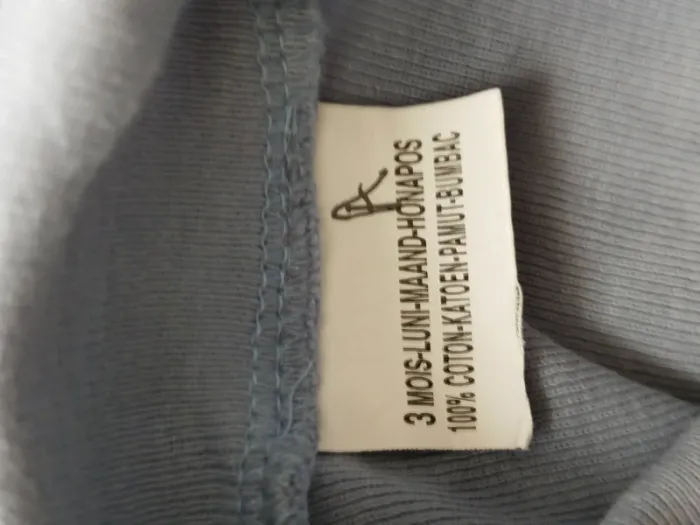 A
3 MOIS-LUNI-MAAND-HONAPOS
100% COTON-KATOEN-PAMUT-BUMBAC